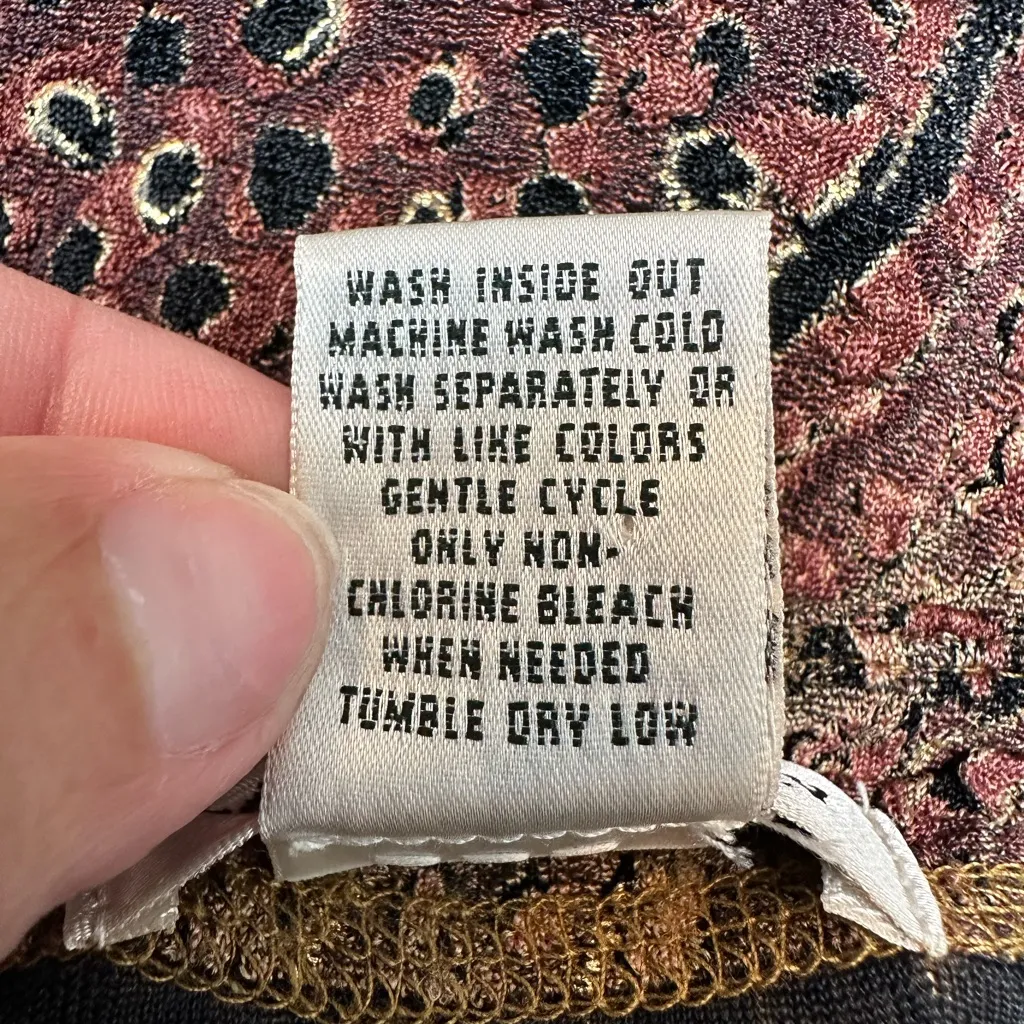 WASH INSIDE OUT
MACHINE WASH COLD
WASH SEPARATELY OR
WITH LIKE COLORS
GENTLE CYCLE
ONLY NON-
CHLORINE BLEACH
WHEN NEEDED
TUMBLE DRY LOW